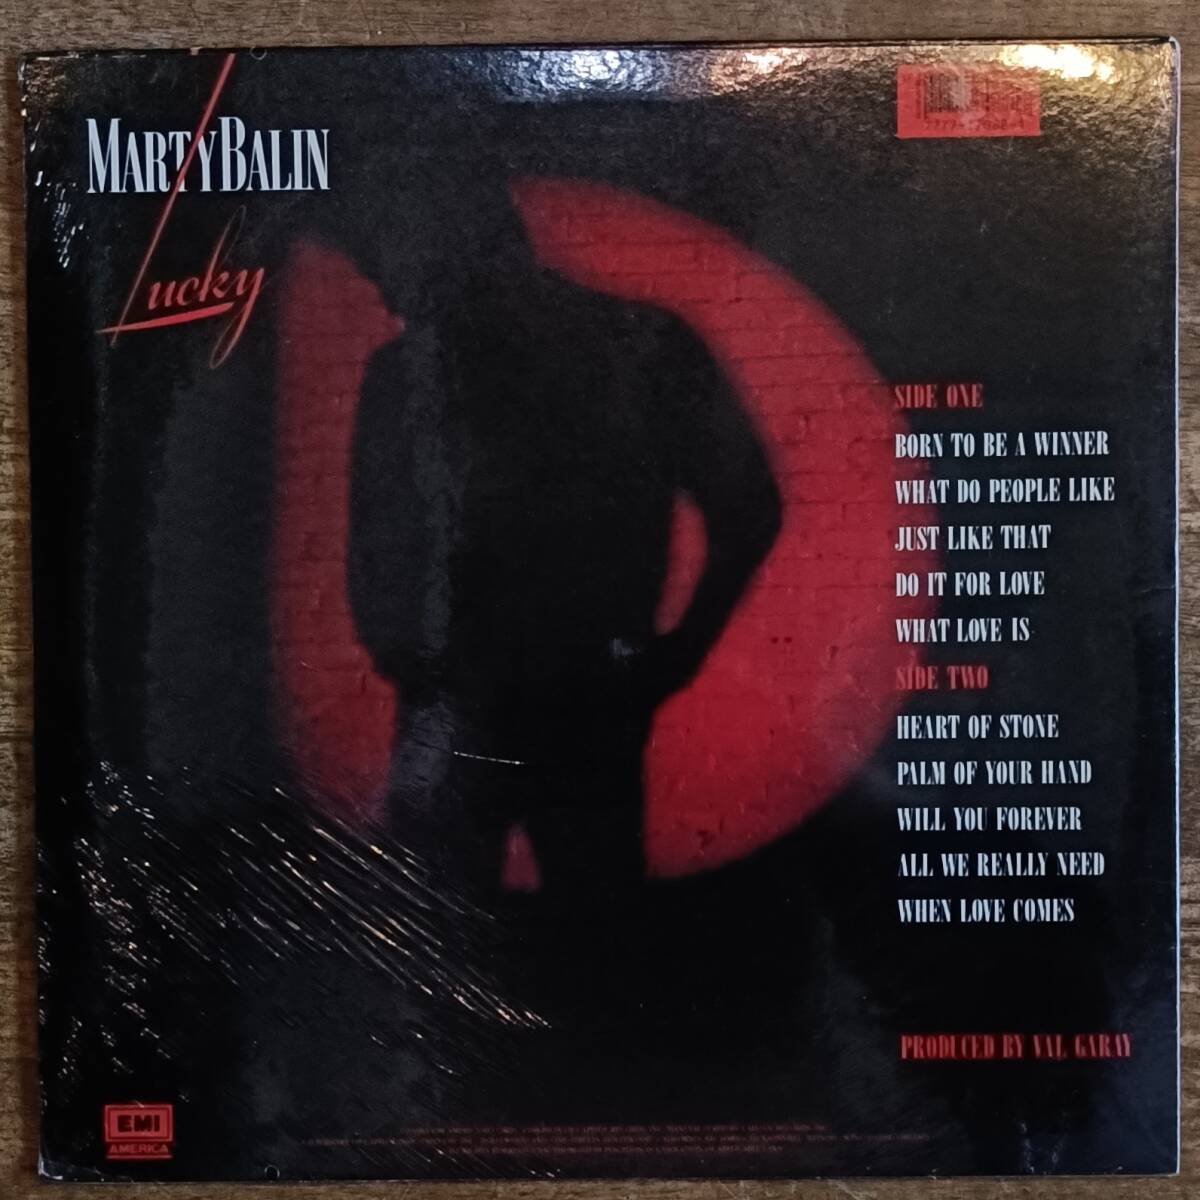 MARTY BALIN
Lucky
SIDE ONE
BORN TO BE A WINNER
WHAT DO PEOPLE LIKE
JUST LIKE THAT
DO IT FOR LOVE
WHAT LOVE IS
SIDE TWO
HEART OF STONE
PALM OF YOUR HAND
WILL YOU FOREVER
ALL WE REALLY NEED
WHEN LOVE COMES
PRODUCED BY VAL GARAY
EMI
AMERICA